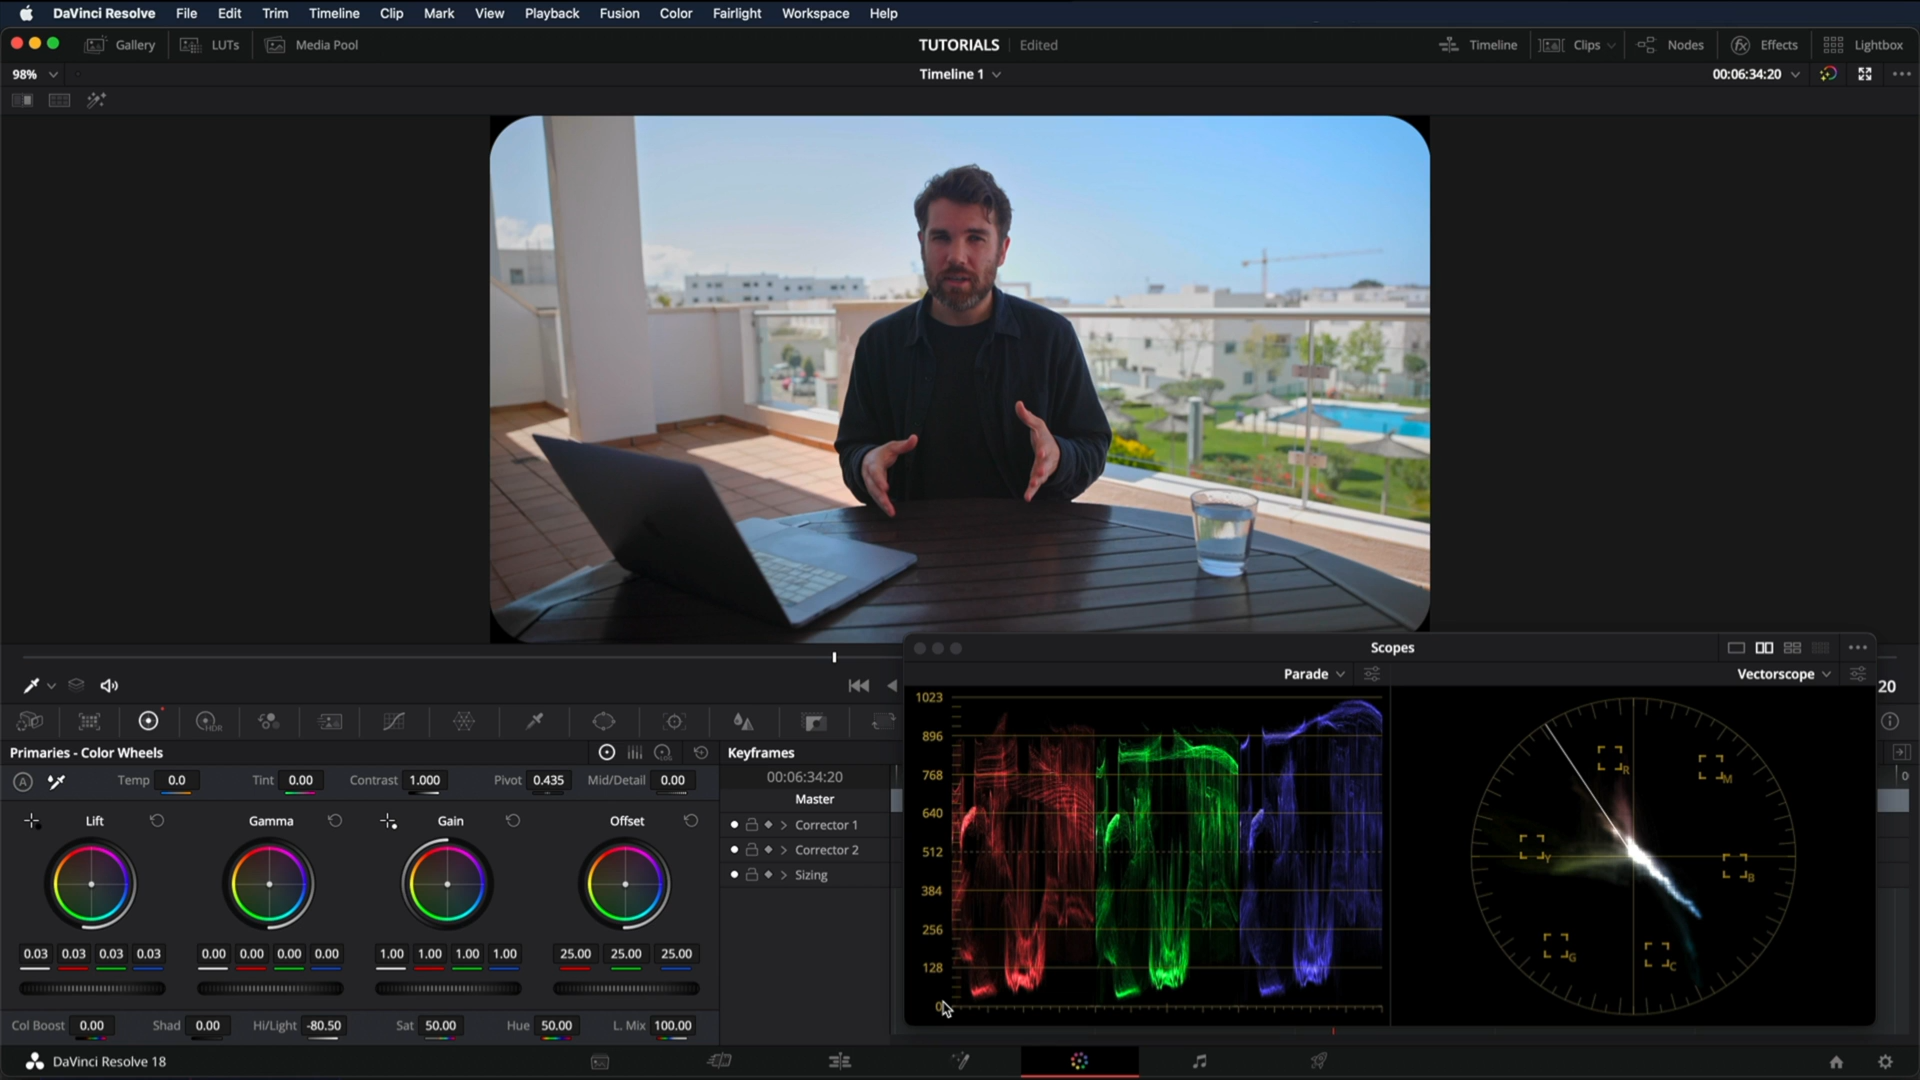 DaVinci Resolve File Edit Trim Timeline Clip Mark View Playback Fusion Color Fairlight Workspace Help
Gallery LUTs Media Pool TUTORIALS Edited Timeline Clips Nodes Effects Lightbox
98% Timeline 1 00:06:34:20
Scopes
Parade Vectorscope
20
1023
896
768
640
512
384
256
128
0
R
M
Y
B
G
C
Primaries - Color Wheels Keyframes
A Temp 0.0 Tint 0.00 Contrast 1.000 Pivot 0.435 Mid/Detail 0.00 00:06:34:20 0
Master
Lift Gamma Gain Offset Corrector 1
Corrector 2
Sizing
0.03 0.03 0.03 0.03 0.00 0.00 0.00 0.00 1.00 1.00 1.00 1.00 25.00 25.00 25.00
Col Boost 0.00 Shad 0.00 Hi/Light -80.50 Sat 50.00 Hue 50.00 L. Mix 100.00
DaVinci Resolve 18